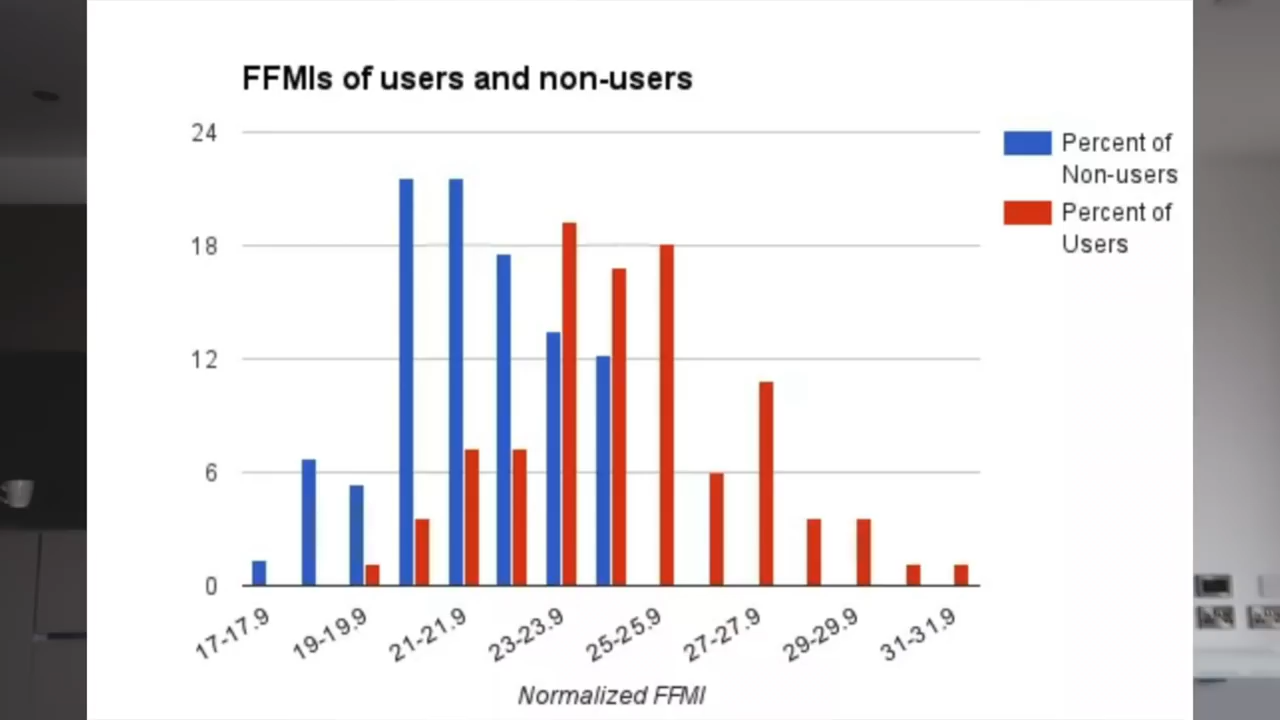 FFMIs of users and non-users
24
18
12
6
0
Percent of
Non-users
Percent of
Users
17-17.9
19-19.9
21-21.9
23-23.9
25-25.9
27-27.9
29-29.9
31-31.9
Normalized FFMI